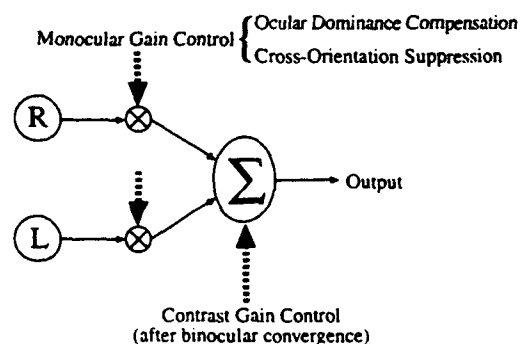 Ocular Dominance Compensation
Monocular Gain Control {
Cross-Orientation Suppression
R
Σ
Output
L
Contrast Gain Control
(after binocular convergence)